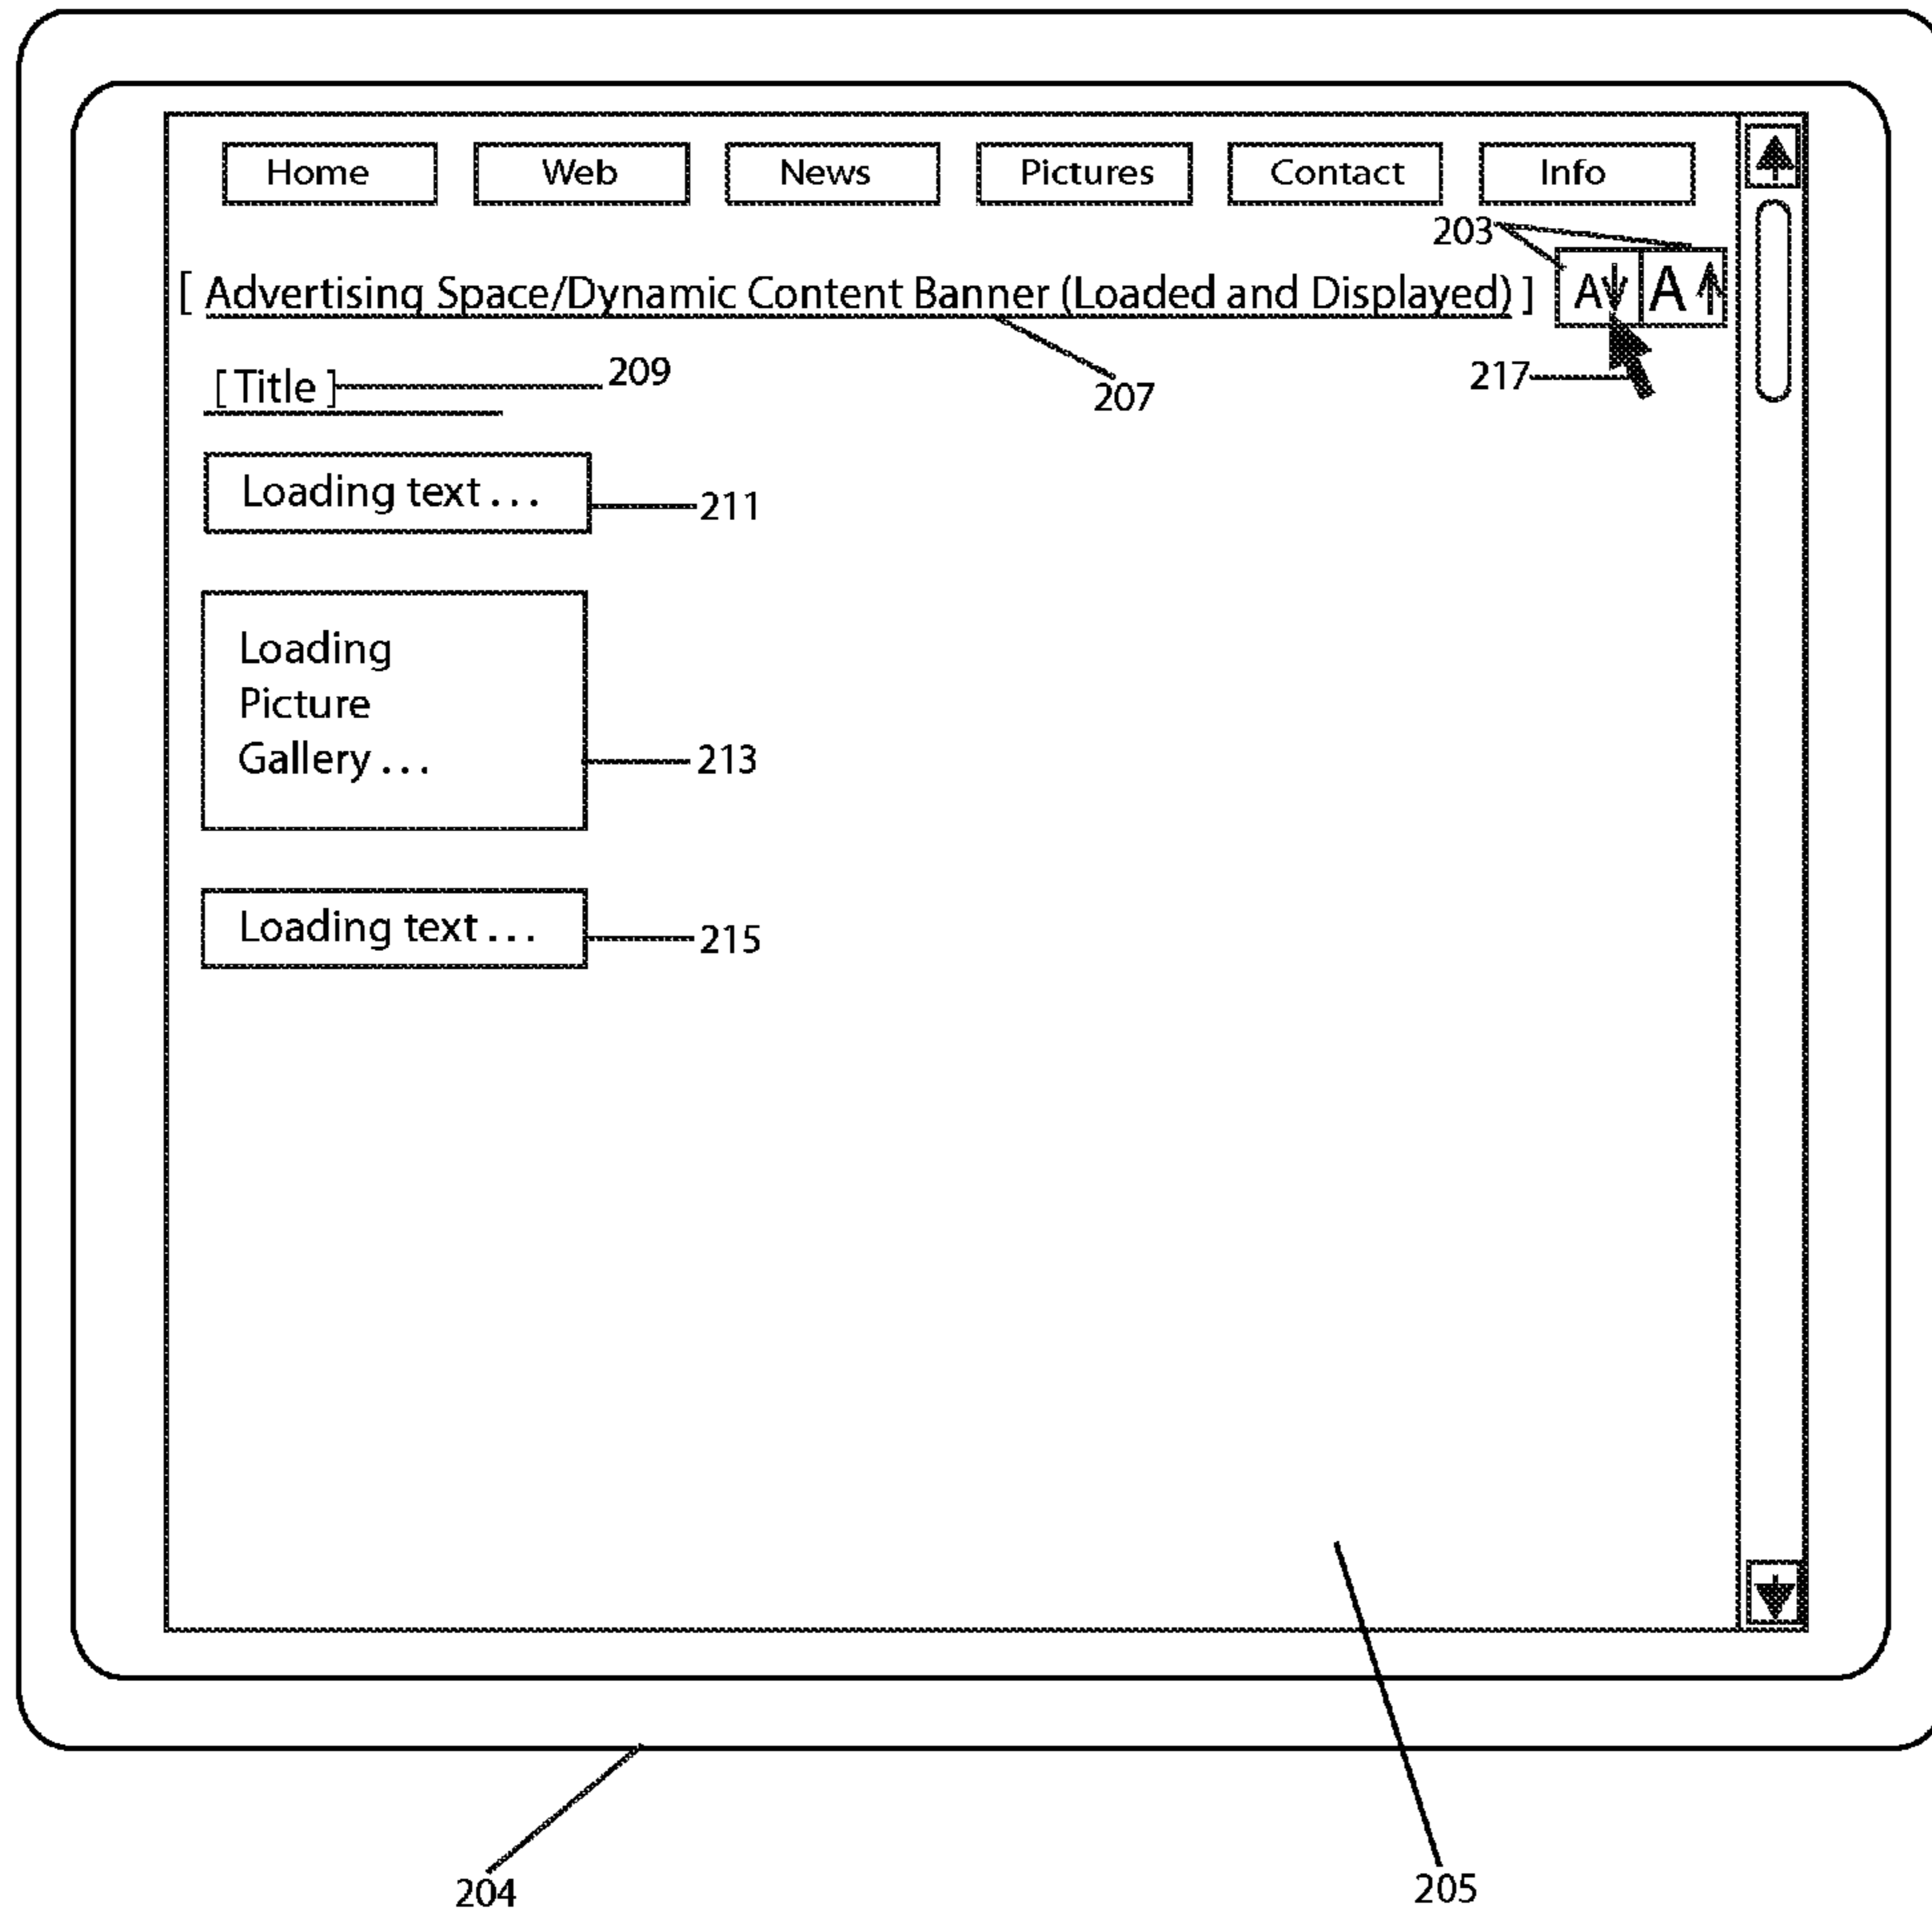 Home Web News Pictures Contact Info
203
[ Advertising Space/Dynamic Content Banner (Loaded and Displayed) ] A A
[ Title ] 209
207
217
Loading text ... 211
Loading
Picture
Gallery ... 213
Loading text ... 215
204
205